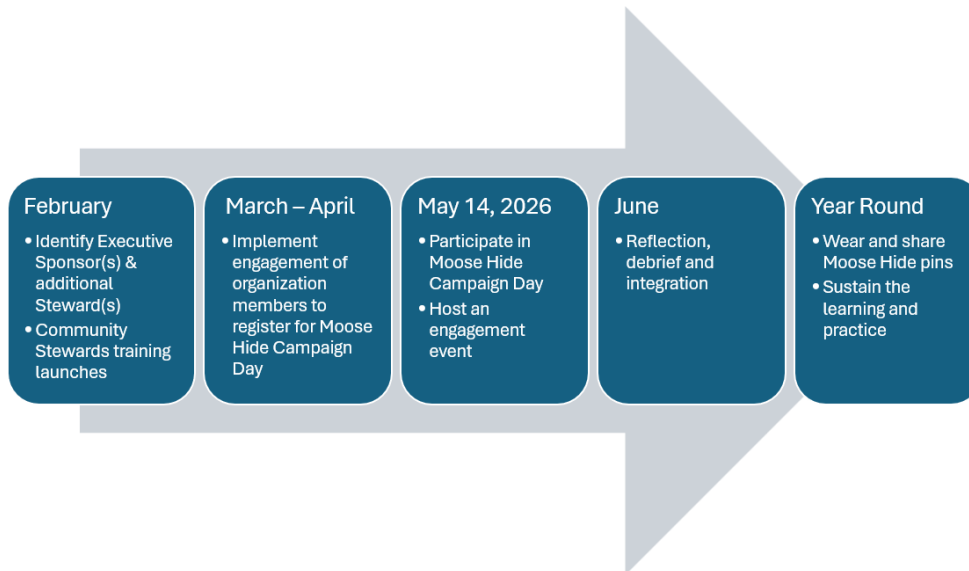 February
• Identify Executive
Sponsor(s) &
additional
Steward(s)
• Community
Stewards training
launches
March – April
• Implement
engagement of
organization
members to
register for Moose
Hide Campaign
Day
May 14, 2026
• Participate in
Moose Hide
Campaign Day
• Host an
engagement
event
June
• Reflection,
debrief and
integration
Year Round
• Wear and share
Moose Hide pins
• Sustain the
learning and
practice